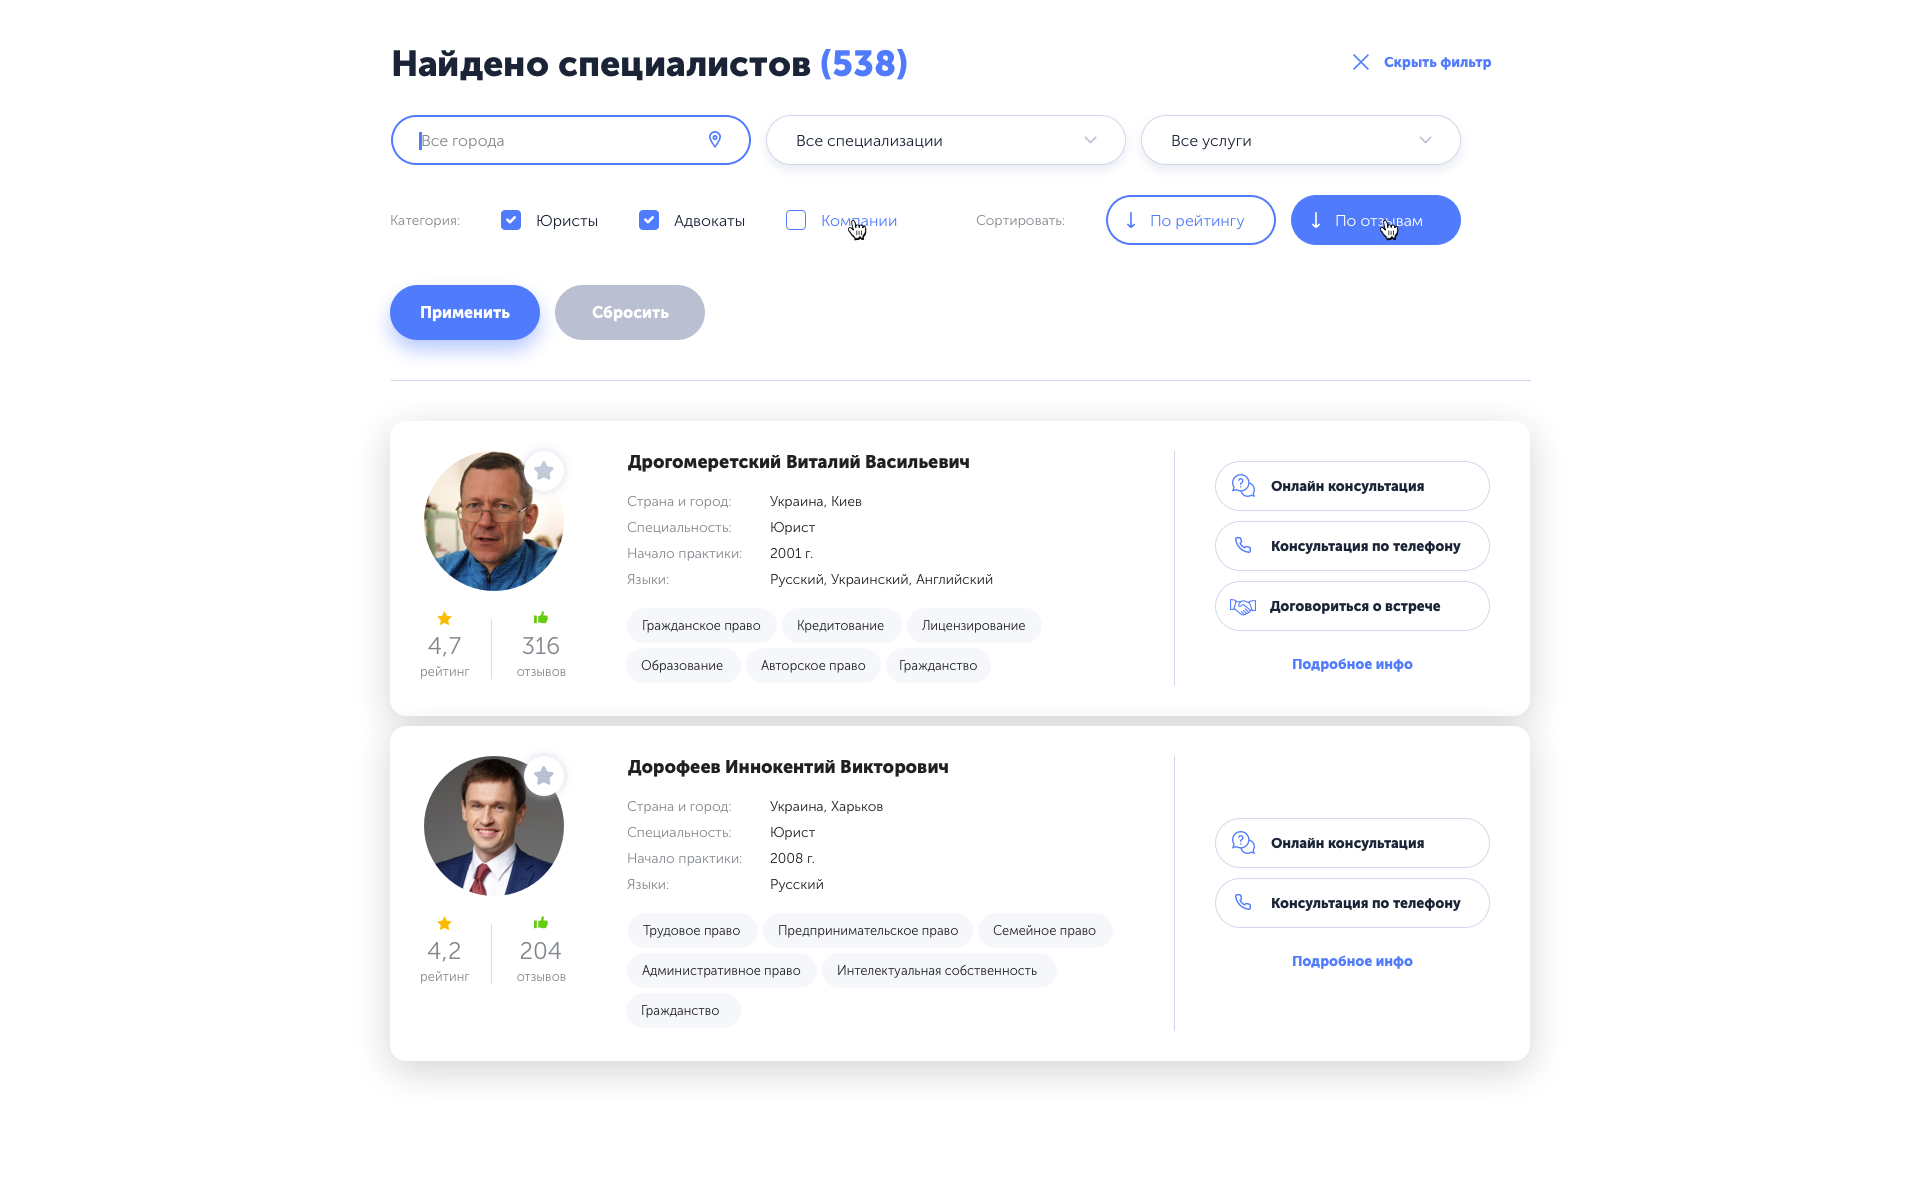 Найдено специалистов (538)
Скрыть фильтр
Все города
Все специализации
Все услуги
Категория:
Юристы
Адвокаты
Компании
Сортировать:
По рейтингу
По отзывам
Применить
Сбросить
Дрогомеретский Виталий Васильевич
Страна и город: Украина, Киев
Специальность: Юрист
Начало практики: 2001 г.
Языки: Русский, Украинский, Английский
4,7
рейтинг
316
отзывов
Гражданское право Кредитование Лицензирование
Образование Авторское право Гражданство
Онлайн консультация
Консультация по телефону
Договориться о встрече
Подробное инфо
Дорофеев Иннокентий Викторович
Страна и город: Украина, Харьков
Специальность: Юрист
Начало практики: 2008 г.
Языки: Русский
4,2
рейтинг
204
отзывов
Трудовое право Предпринимательское право Семейное право
Административное право Интелектуальная собственность
Гражданство
Онлайн консультация
Консультация по телефону
Подробное инфо